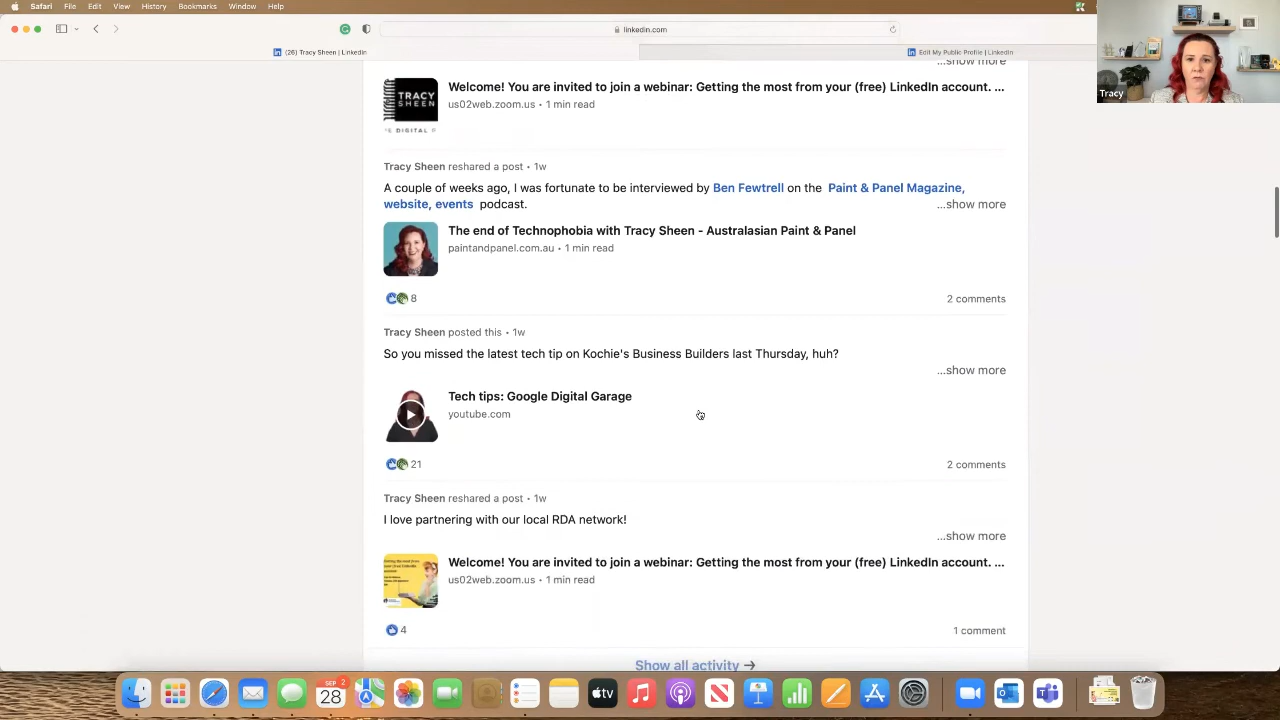 Safari File Edit View History Bookmarks Window Help
linkedin.com
(26) Tracy Sheen | LinkedIn
Edit My Public Profile | LinkedIn
Tracy
...show more
TRACY
SHEEN
Welcome! You are invited to join a webinar: Getting the most from your (free) LinkedIn account. ...
us02web.zoom.us • 1 min read
E DIGITAL
Tracy Sheen reshared a post • 1w
A couple of weeks ago, I was fortunate to be interviewed by Ben Fewtrell on the Paint & Panel Magazine,
website, events podcast.
...show more
The end of Technophobia with Tracy Sheen - Australasian Paint & Panel
paintandpanel.com.au • 1 min read
8
2 comments
Tracy Sheen posted this • 1w
So you missed the latest tech tip on Kochie's Business Builders last Thursday, huh?
...show more
Tech tips: Google Digital Garage
youtube.com
21
2 comments
Tracy Sheen reshared a post • 1w
I love partnering with our local RDA network!
...show more
Welcome! You are invited to join a webinar: Getting the most from your (free) LinkedIn account. ...
us02web.zoom.us • 1 min read
4
1 comment
Show all activity →
SEP 2
28
tv